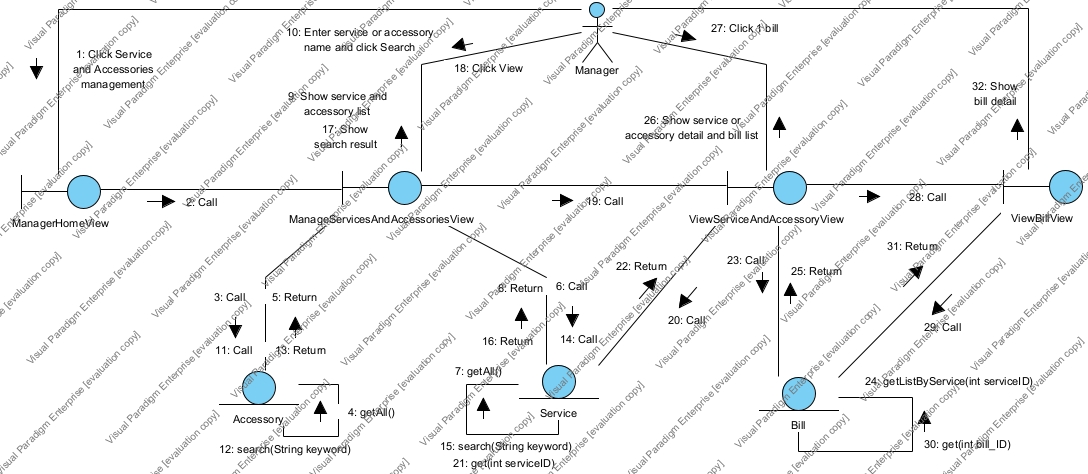 10: Enter service or accessory
name and click Search
27: Click 1 bill
1: Click Service
and Accessories
management
18: Click View
Manager
9: Show service and
accessory list
17: Show
search result
26: Show service or
accessory detail and bill list
32: Show
bill detail
2: Call
19: Call
28: Call
ManagerHomeView
ManageServicesAndAccessoriesView
ViewServiceAndAccessoryView
ViewBillView
3: Call
5: Return
8: Return
6: Call
22: Return
23: Call
25: Return
31: Return
11: Call
13: Return
16: Return
14: Call
20: Call
29: Call
7: getAll()
24: getListByService(int serviceID)
Accessory
4: getAll()
Service
Bill
12: search(String keyword)
15: search(String keyword)
21: get(int serviceID)
30: get(int bil_ID)
Visual Paradigm Enterprise [evaluation copy]